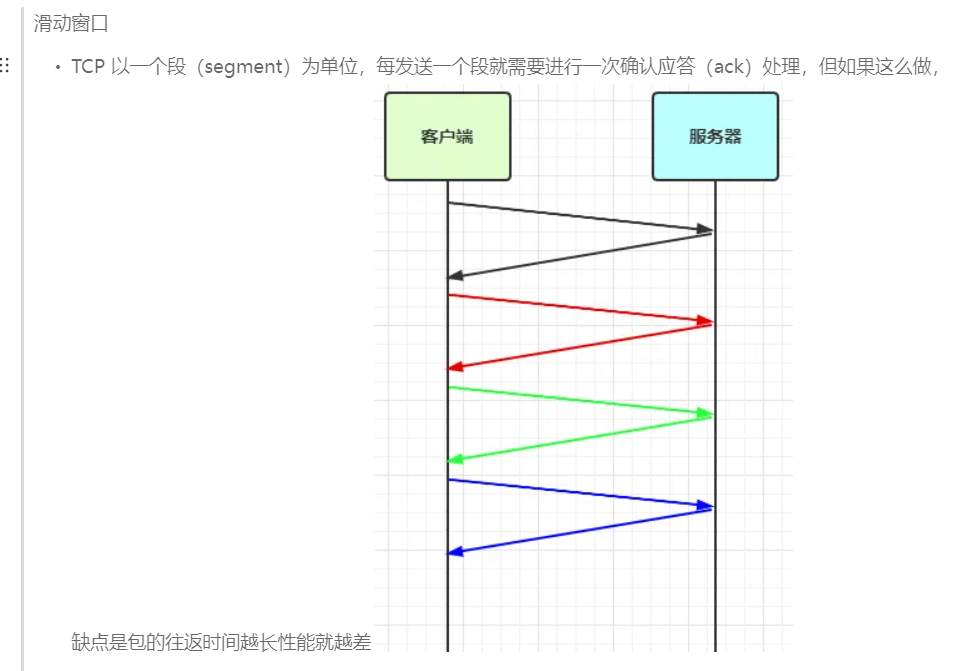 滑动窗口
• TCP 以一个段（segment）为单位，每发送一个段就需要进行一次确认应答（ack）处理，但如果这么做，
客户端
服务器
缺点是包的往返时间越长性能就越差